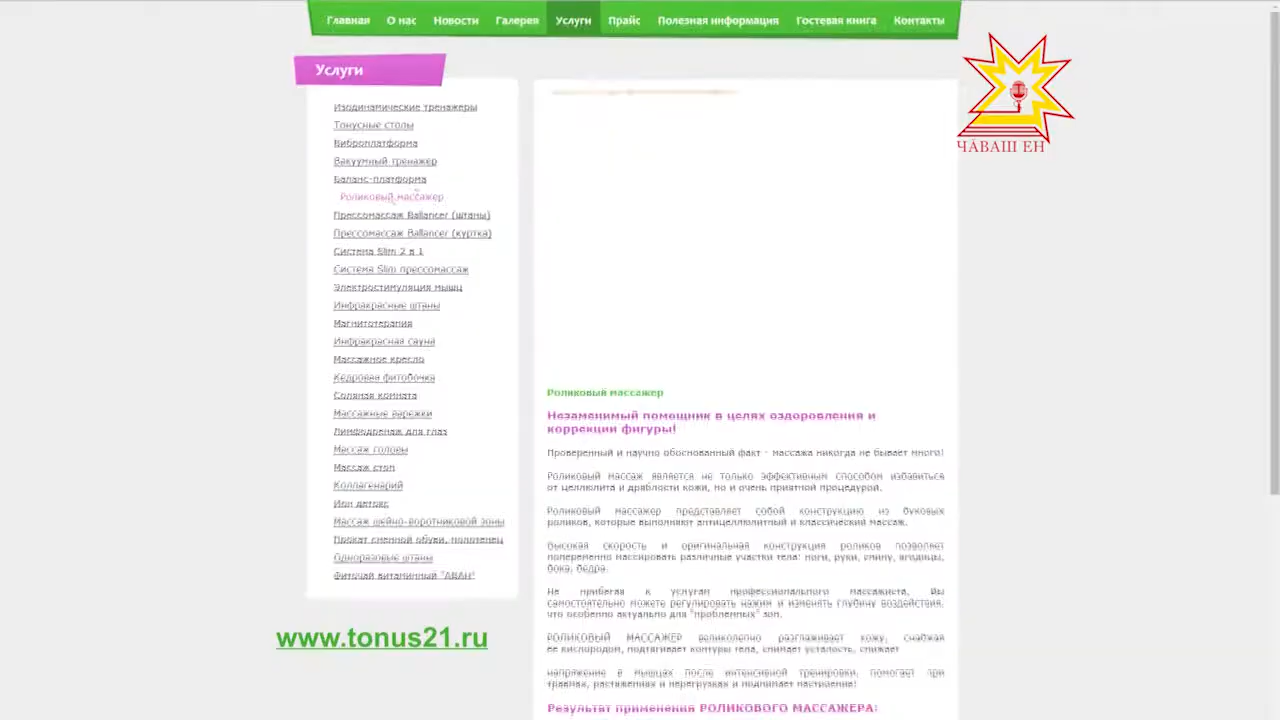 Главная О нас Новости Галерея Услуги Прайс Полезная информация Гостевая книга Контакты
Услуги
ЧӐВАШ ЕН
Изодинамические тренажеры
Тонусные столы
Виброплатформа
Вакуумный тренажер
Баланс-платформа
Роликовый массажер
Прессомассаж Ballancer (штаны)
Прессомассаж Ballancer (куртка)
Система Slim 2 в 1
Система Slim прессомассаж
Электростимуляция мышц
Инфракрасные штаны
Магнитотерапия
Инфракрасная сауна
Массажное кресло
Кедровая фитобочка
Соляная комната
Массажные варежки
Лимфодренаж для глаз
Массаж головы
Массаж стоп
Коллагенарий
Ион детокс
Массаж шейно-воротниковой зоны
Прокат сменной обуви, полотенец
Одноразовые штаны
Фиточай витаминный "АВАН"
www.tonus21.ru
Роликовый массажер
Незаменимый помощник в целях оздоровления и
коррекции фигуры!
Проверенный и научно обоснованный факт - массажа никогда не бывает много!
Роликовый массаж является не только эффективным способом избавиться
от целлюлита и дряблости кожи, но и очень приятной процедурой.
Роликовый массажер представляет собой конструкцию из буковых
роликов, которые выполняют антицеллюлитный и классический массаж.
Высокая скорость и оригинальная конструкция роликов позволяет
попеременно массировать различные участки тела: ноги, руки, спину, ягодицы,
бока, бедра.
Не прибегая к услугам профессионального массажиста, Вы
самостоятельно можете регулировать нажим и изменять глубину воздействия,
что особенно актуально для "проблемных" зон.
РОЛИКОВЫЙ МАССАЖЕР великолепно разглаживает кожу, снабжая
ее кислородом, подтягивает контуры тела, снимает усталость, снижает
напряжение в мышцах после интенсивной тренировки, помогает при
травмах, растяжениях и перегрузках и поднимает настроение!
Результат применения РОЛИКОВОГО МАССАЖЕРА: